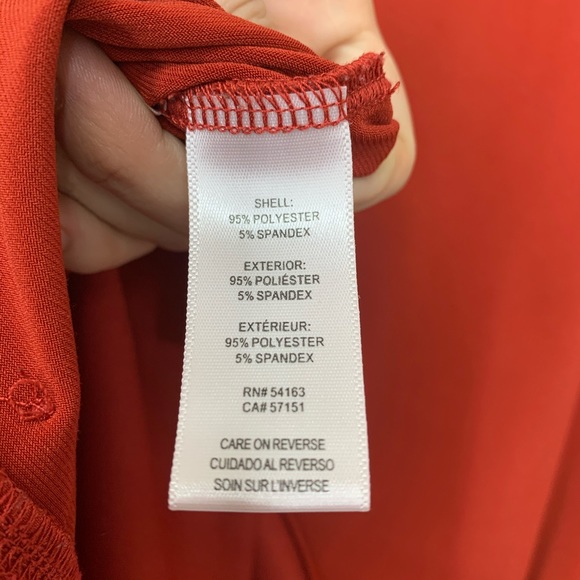 SHELL:
95% POLYESTER
5% SPANDEX
EXTERIOR:
95% POLIÉSTER
5% SPANDEX
EXTÉRIEUR:
95% POLYESTER
5% SPANDEX
RN# 54163
CA# 57151
CARE ON REVERSE
CUIDADO AL REVERSO
SOIN SUR L'INVERSE